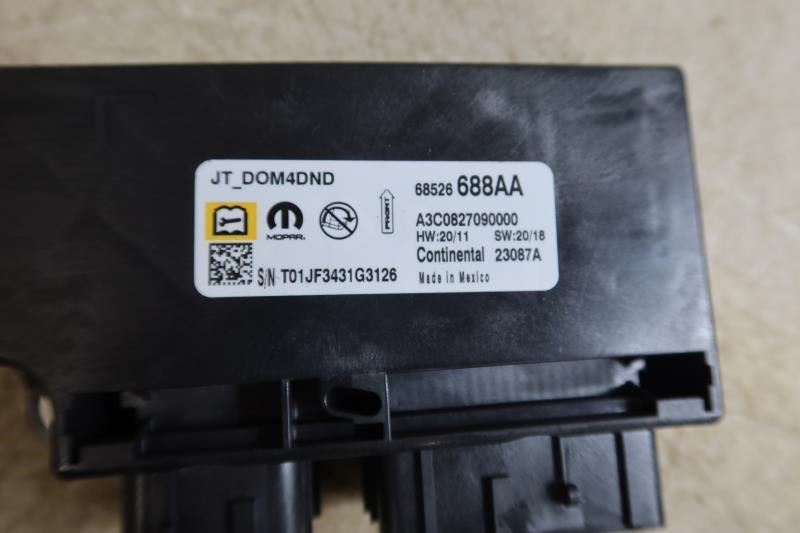 JT_DOM4DND
68526 688AA
MOPAR
FRONT
A3C0827090000
HW:20/11 SW:20/18
Continental 23087A
S/N T01JF3431G3126
Made in Mexico